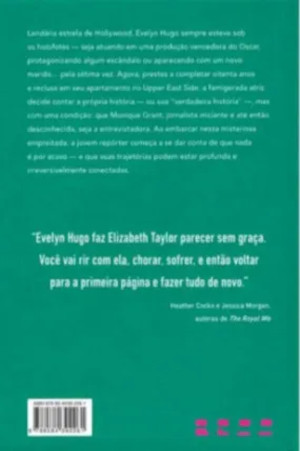 Lendária estrela de Hollywood, Evelyn Hugo sempre esteve sob
os holofotes — seja atuando em uma produção vencedora do Oscar,
protagonizando algum escândalo ou aparecendo com um novo
marido... pela sétima vez. Agora, prestes a completar oitenta anos
e reclusa em seu apartamento no Upper East Side, a famigerada atriz
decide contar a própria história — ou sua "verdadeira história" —, mas
com uma condição: que Monique Grant, jornalista iniciante e até então
desconhecida, seja a entrevistadora. Ao embarcar nessa misteriosa
empreitada, a jovem repórter começa a se dar conta de que nada
é por acaso — e que suas trajetórias podem estar profunda e
irreversivelmente conectadas.
"Evelyn Hugo faz Elizabeth Taylor parecer sem graça.
Você vai rir com ela, chorar, sofrer, e então voltar
para a primeira página e fazer tudo de novo."
Heather Cocks e Jessica Morgan,
autoras de The Royal We